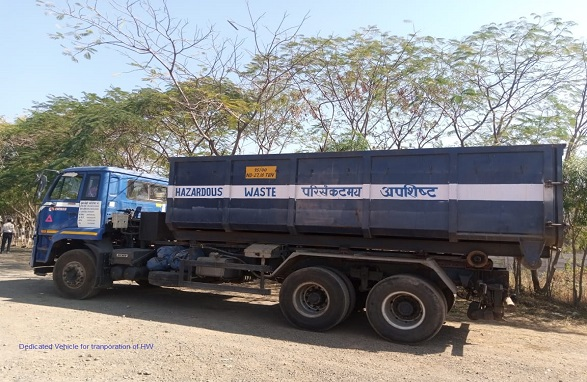 HAZARDOUS WASTE परिसंकटमय अपशिष्ट
Dedicated Vehicle for tranporation of HW